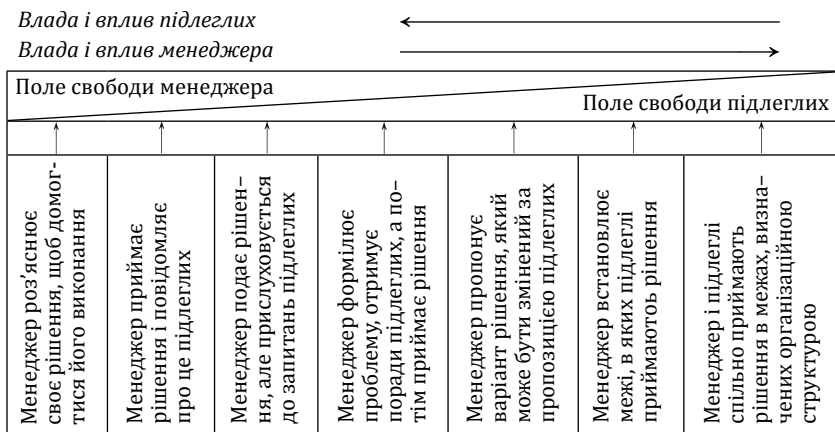 Влада і вплив підлеглих
Влада і вплив менеджера
Поле свободи менеджера
Поле свободи підлеглих
Менеджер роз’яснює
своє рішення, щоб домог–
тися його виконання
Менеджер приймає
рішення і повідомляє
про це підлеглих
Менеджер подає рішен–
ня, але прислуховується
до запитань підлеглих
Менеджер формілює
проблему, отримує
поради підлеглих, а по–
тім приймає рішення
Менеджер пропонує
варіант рішення, який
може бути змінений за
пропозицією підлеглих
Менеджер встановлює
межі, в яких підлеглі
приймаютоь рішення
Менеджер і підлеглі
спільно приймають
рішення в межах, визна–
чених організаційною
структурою